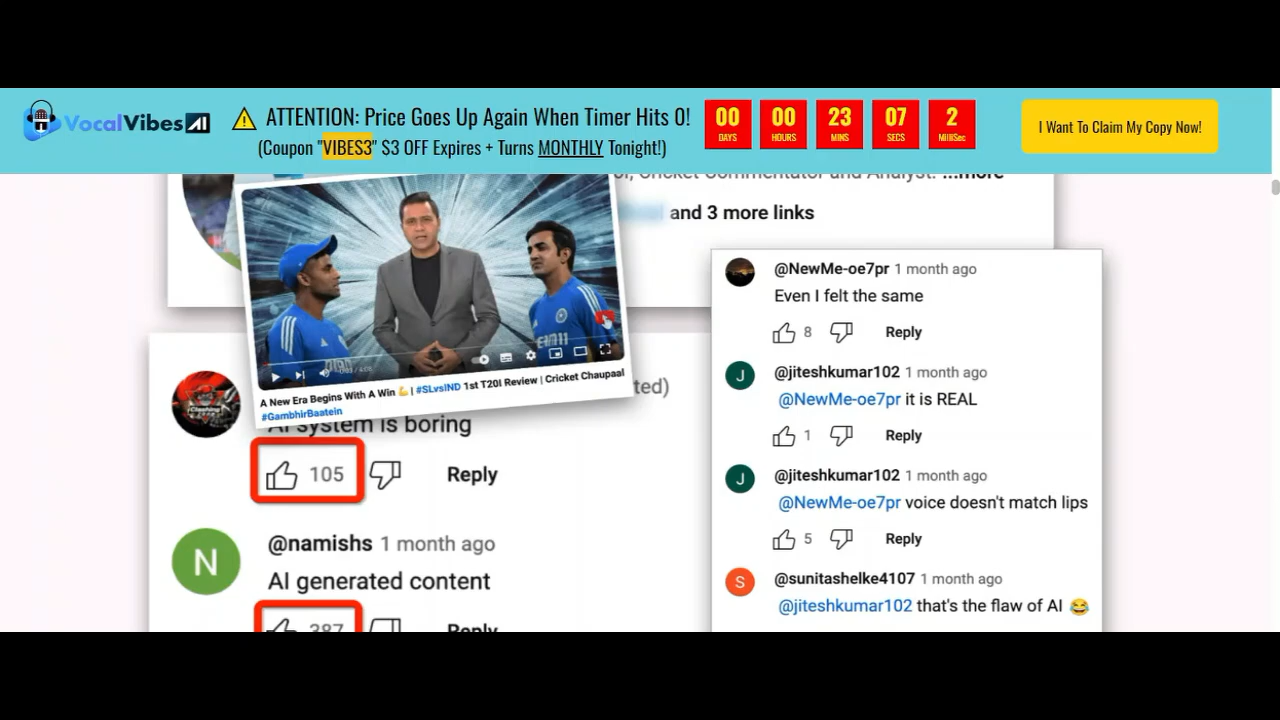 VocalVibes AI
ATTENTION: Price Goes Up Again When Timer Hits 0!
(Coupon "VIBES3" $3 OFF Expires + Turns MONTHLY Tonight!)
00 00 23 07 2
DAYS HOURS MINS SECS MilliSec
I Want To Claim My Copy Now!
Cricket Commentator and Analyst. ...more
and 3 more links
A New Era Begins With A Win 💪 | #SLvsIND 1st T20I Review | Cricket Chaupaal
#GambhirBaatein
AI system is boring
105 Reply
@namishs 1 month ago
AI generated content
387 Reply
@NewMe-oe7pr 1 month ago
Even I felt the same
8 Reply
@jiteshkumar102 1 month ago
@NewMe-oe7pr it is REAL
1 Reply
@jiteshkumar102 1 month ago
@NewMe-oe7pr voice doesn't match lips
5 Reply
@sunitashelke4107 1 month ago
@jiteshkumar102 that's the flaw of AI 😂